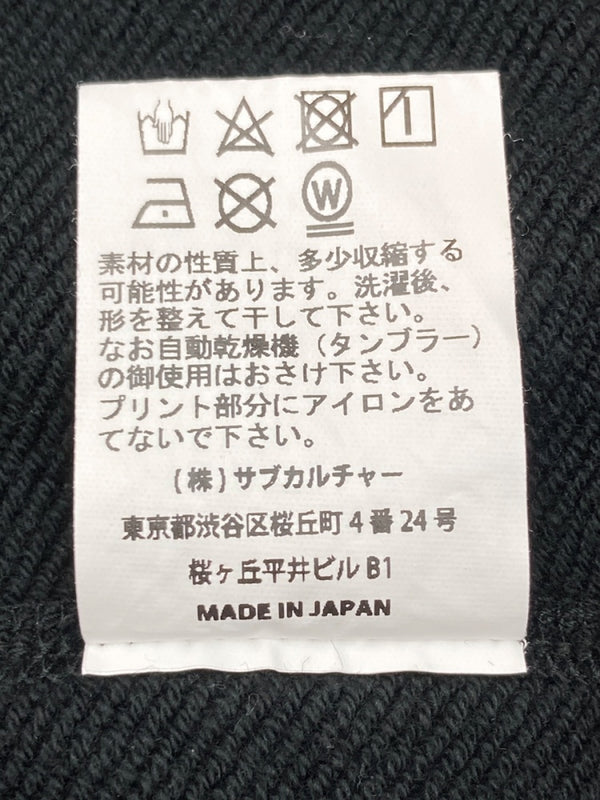 W
素材の性質上、多少収縮する
可能性があります。洗濯後、
形を整えて干して下さい。
なお自動乾燥機（タンブラー）
の御使用はおさけ下さい。
プリント部分にアイロンをあ
てないで下さい。
(株)サブカルチャー
東京都渋谷区桜丘町4番24号
桜ヶ丘平井ビルB1
MADE IN JAPAN